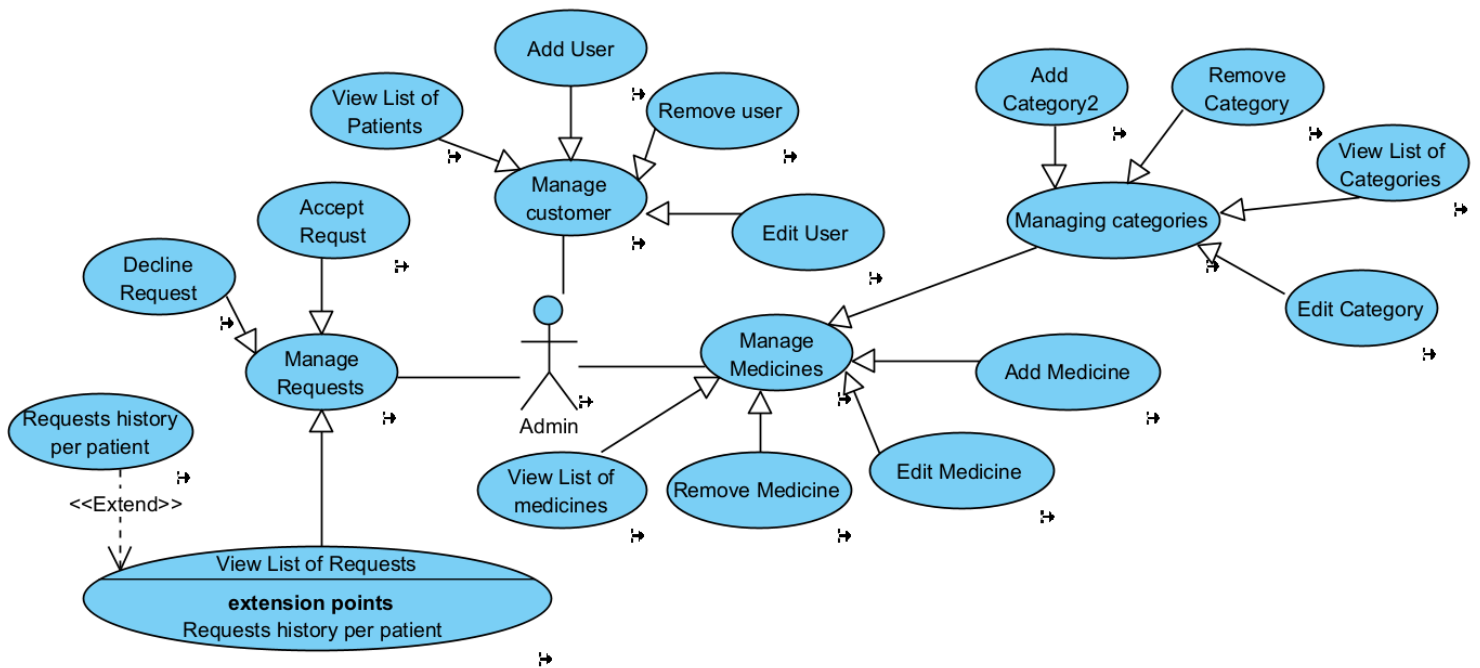 Add User
View List of
Patients
Remove user
Add
Category2
Remove
Category
View List of
Categories
Manage
customer
Edit User
Managing categories
Edit Category
Accept
Requst
Decline
Request
Manage
Requests
Admin
Manage
Medicines
Add Medicine
Edit Medicine
Remove Medicine
View List of
medicines
Requests history
per patient
<<Extend>>
View List of Requests
extension points
Requests history per patient